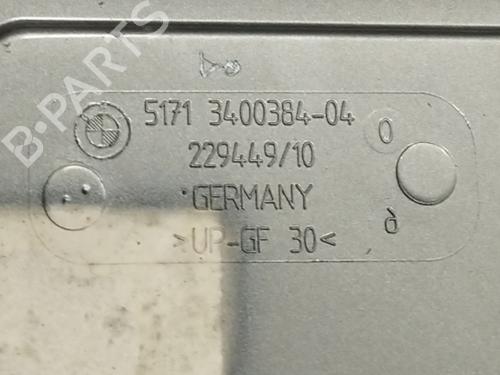 B-PARTS
5171 3400384-04
229449/10
GERMANY
>UP-GF 30<